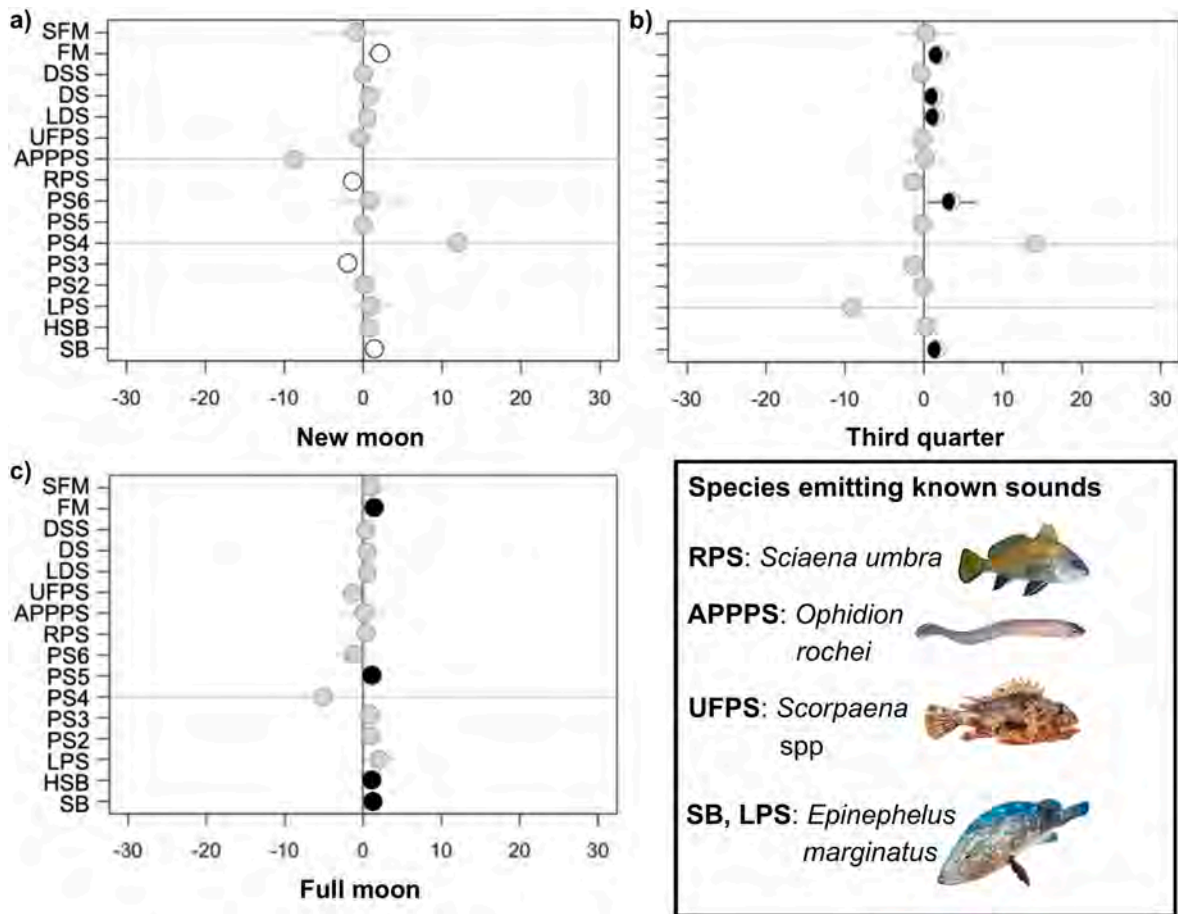 a)
SFM
FM
DSS
DS
LDS
UFPS
APPPS
RPS
PS6
PS5
PS4
PS3
PS2
LPS
HSB
SB
-30 -20 -10 0 10 20 30
New moon
b)
-30 -20 -10 0 10 20 30
Third quarter
c)
SFM
FM
DSS
DS
LDS
UFPS
APPPS
RPS
PS6
PS5
PS4
PS3
PS2
LPS
HSB
SB
-30 -20 -10 0 10 20 30
Full moon
Species emitting known sounds
RPS: Sciaena umbra
APPPS: Ophidion
rochei
UFPS: Scorpaena
spp
SB, LPS: Epinephelus
marginatus